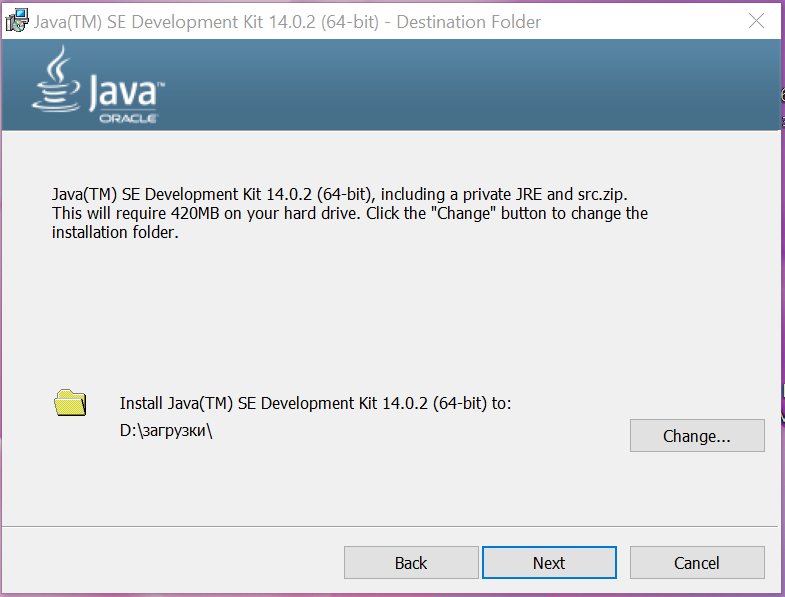 Java(TM) SE Development Kit 14.0.2 (64-bit) - Destination Folder
Java™
ORACLE
Java(TM) SE Development Kit 14.0.2 (64-bit), including a private JRE and src.zip.
This will require 420MB on your hard drive. Click the "Change" button to change the
installation folder.
Install Java(TM) SE Development Kit 14.0.2 (64-bit) to:
D:\загрузки\
Change...
Back
Next
Cancel